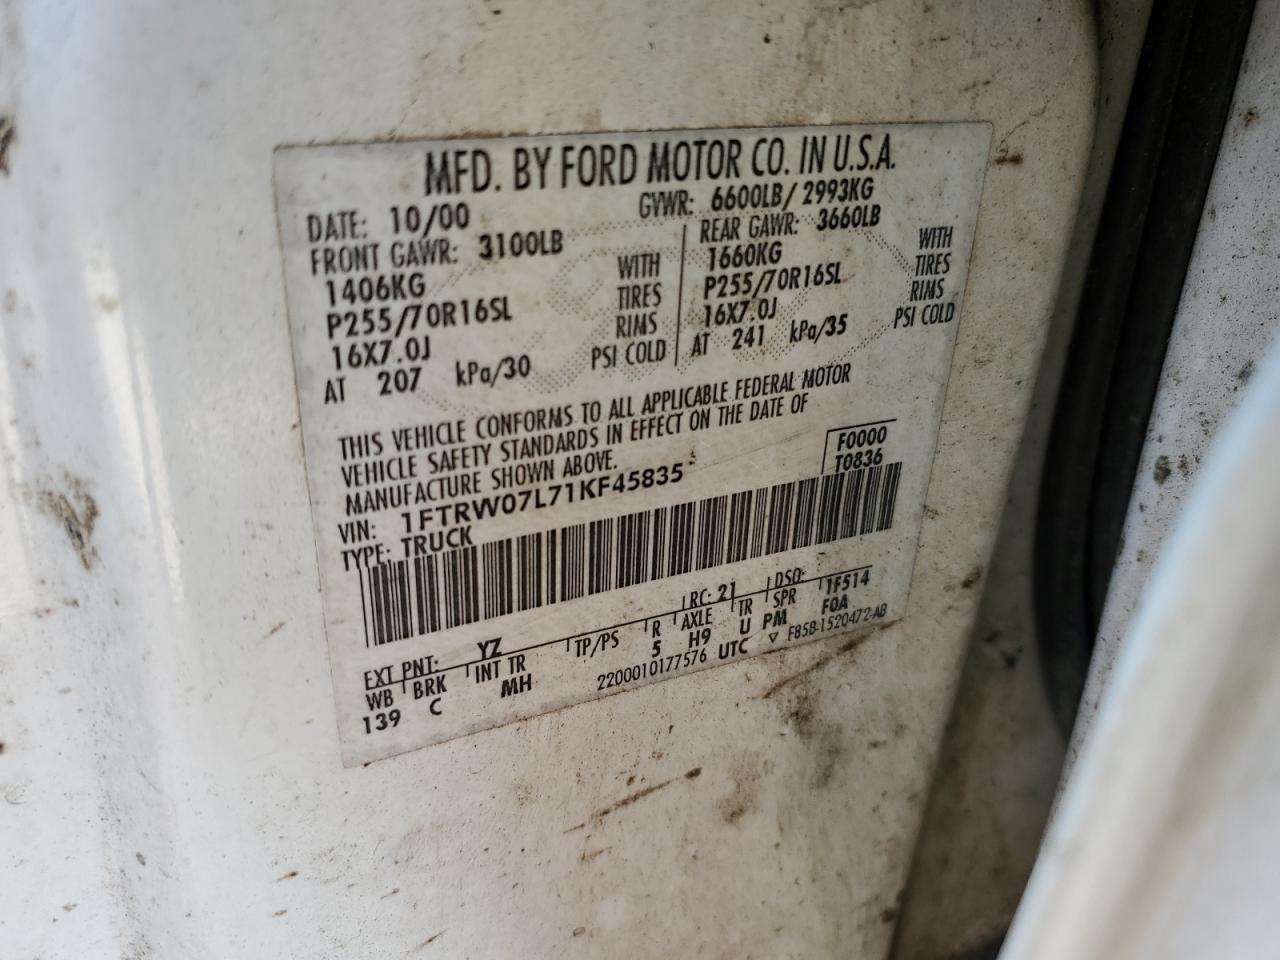 MFD. BY FORD MOTOR CO. IN U.S.A.
DATE: 10/00 GVWR: 6600LB/ 2993KG
FRONT GAWR: 3100LB REAR GAWR: 3660LB
1406KG WITH 1660KG WITH
P255/70R16SL TIRES P255/70R16SL TIRES
16X7.0J RIMS 16X7.0J RIMS
AT 207 kPa/30 PSI COLD AT 241 kPa/35 PSI COLD
THIS VEHICLE CONFORMS TO ALL APPLICABLE FEDERAL MOTOR
VEHICLE SAFETY STANDARDS IN EFFECT ON THE DATE OF
MANUFACTURE SHOWN ABOVE.
F0000
VIN: 1FTRW07L71KF45835 T0836
TYPE: TRUCK
EXT PNT: YZ RC: 21 DSO: 1F514
WB BRK INT TR TP/PS R AXLE TR SPR
139 C MH 5 H9 U PM F0A
2200010177576 UTC ▽ F85B-1520472-AB